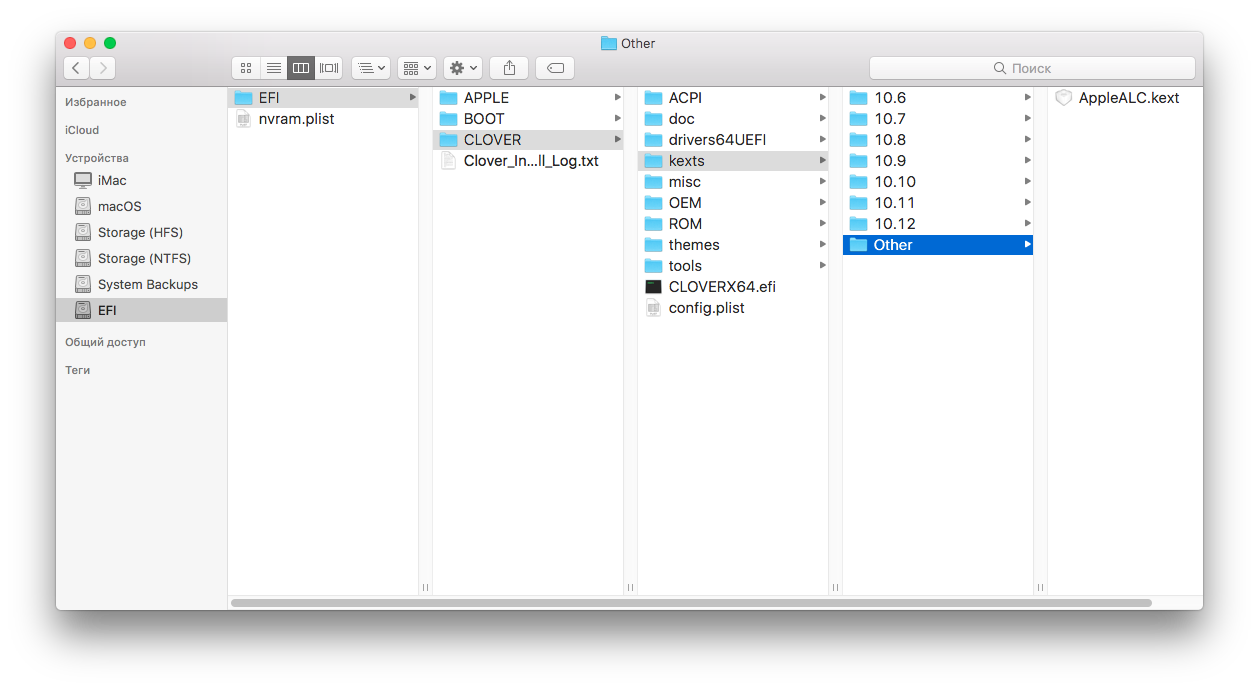 Other
Поиск
Избранное
iCloud
Устройства
iMac
macOS
Storage (HFS)
Storage (NTFS)
System Backups
EFI
Общий доступ
Теги
EFI
nvram.plist
APPLE
BOOT
CLOVER
Clover_In...ll_Log.txt
ACPI
doc
drivers64UEFI
kexts
misc
OEM
ROM
themes
tools
CLOVERX64.efi
config.plist
10.6
10.7
10.8
10.9
10.10
10.11
10.12
Other
AppleALC.kext